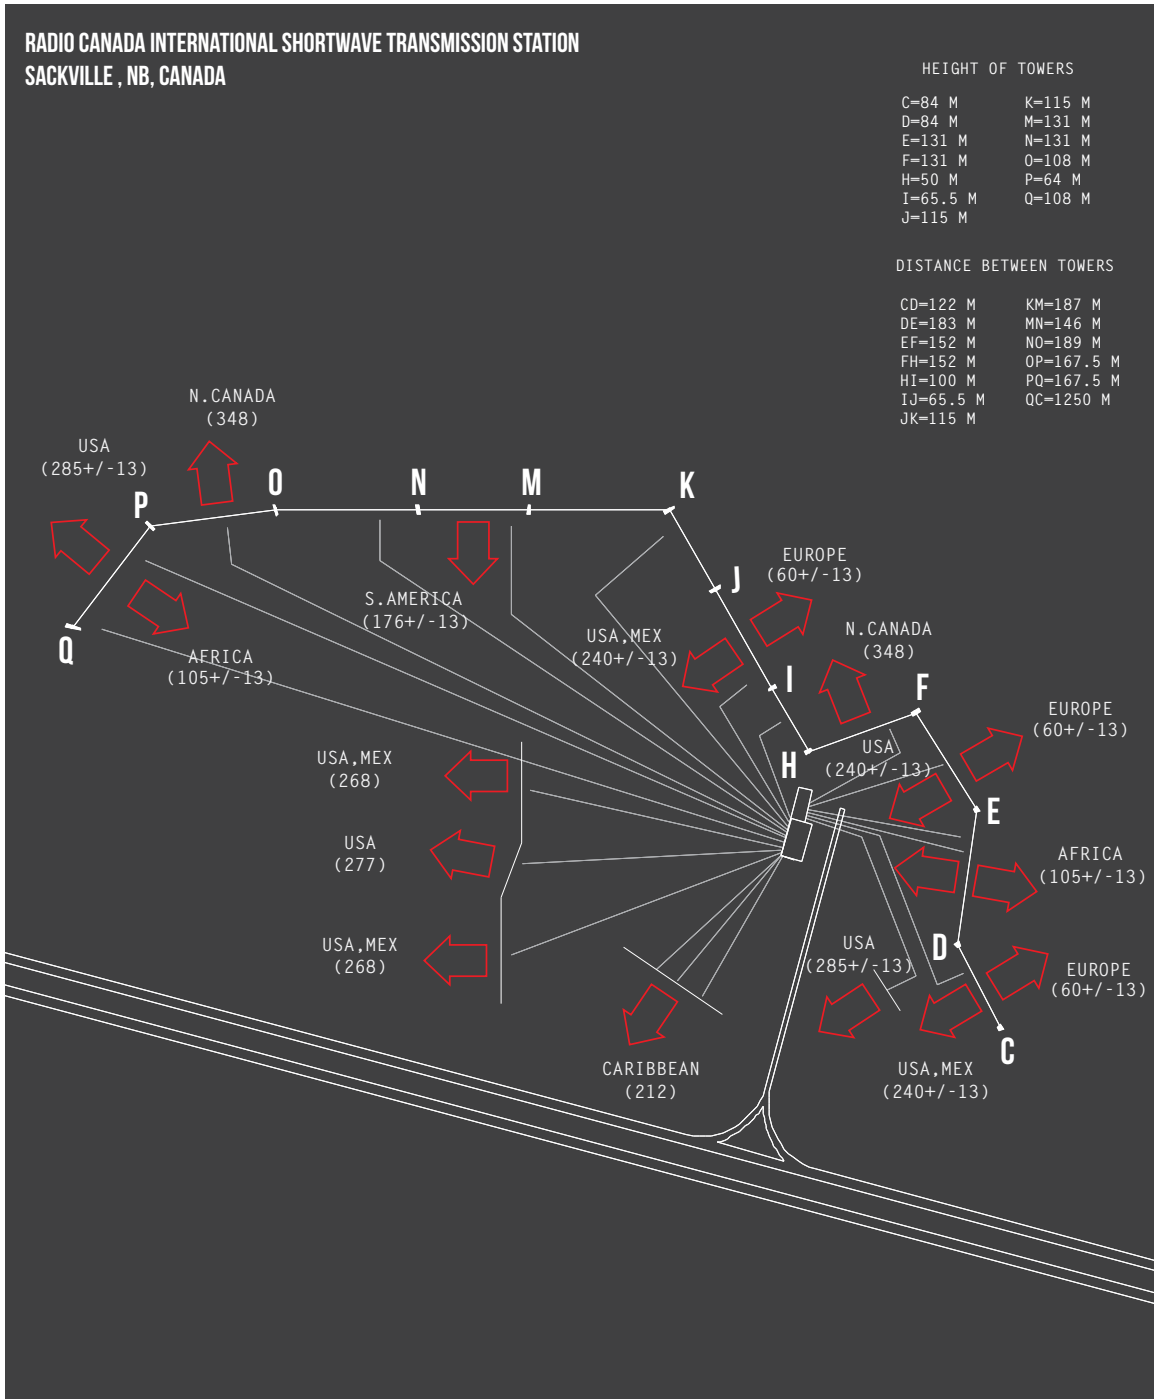 RADIO CANADA INTERNATIONAL SHORTWAVE TRANSMISSION STATION
SACKVILLE , NB, CANADA
HEIGHT OF TOWERS
C=84 M
D=84 M
E=131 M
F=131 M
H=50 M
I=65.5 M
J=115 M
K=115 M
M=131 M
N=131 M
O=108 M
P=64 M
Q=108 M
DISTANCE BETWEEN TOWERS
CD=122 M
DE=183 M
EF=152 M
FH=152 M
HI=100 M
IJ=65.5 M
JK=115 M
KM=187 M
MN=146 M
NO=189 M
OP=167.5 M
PQ=167.5 M
QC=1250 M
N.CANADA
(348)
USA
(285+/-13)
P
O
N
M
K
J
EUROPE
(60+/-13)
S.AMERICA
(176+/-13)
USA,MEX
(240+/-13)
N.CANADA
(348)
Q
AFRICA
(105+/-13)
I
F
EUROPE
(60+/-13)
H
USA
(240+/-13)
USA,MEX
(268)
E
USA
(277)
AFRICA
(105+/-13)
USA,MEX
(268)
USA
(285+/-13)
D
EUROPE
(60+/-13)
C
CARIBBEAN
(212)
USA,MEX
(240+/-13)